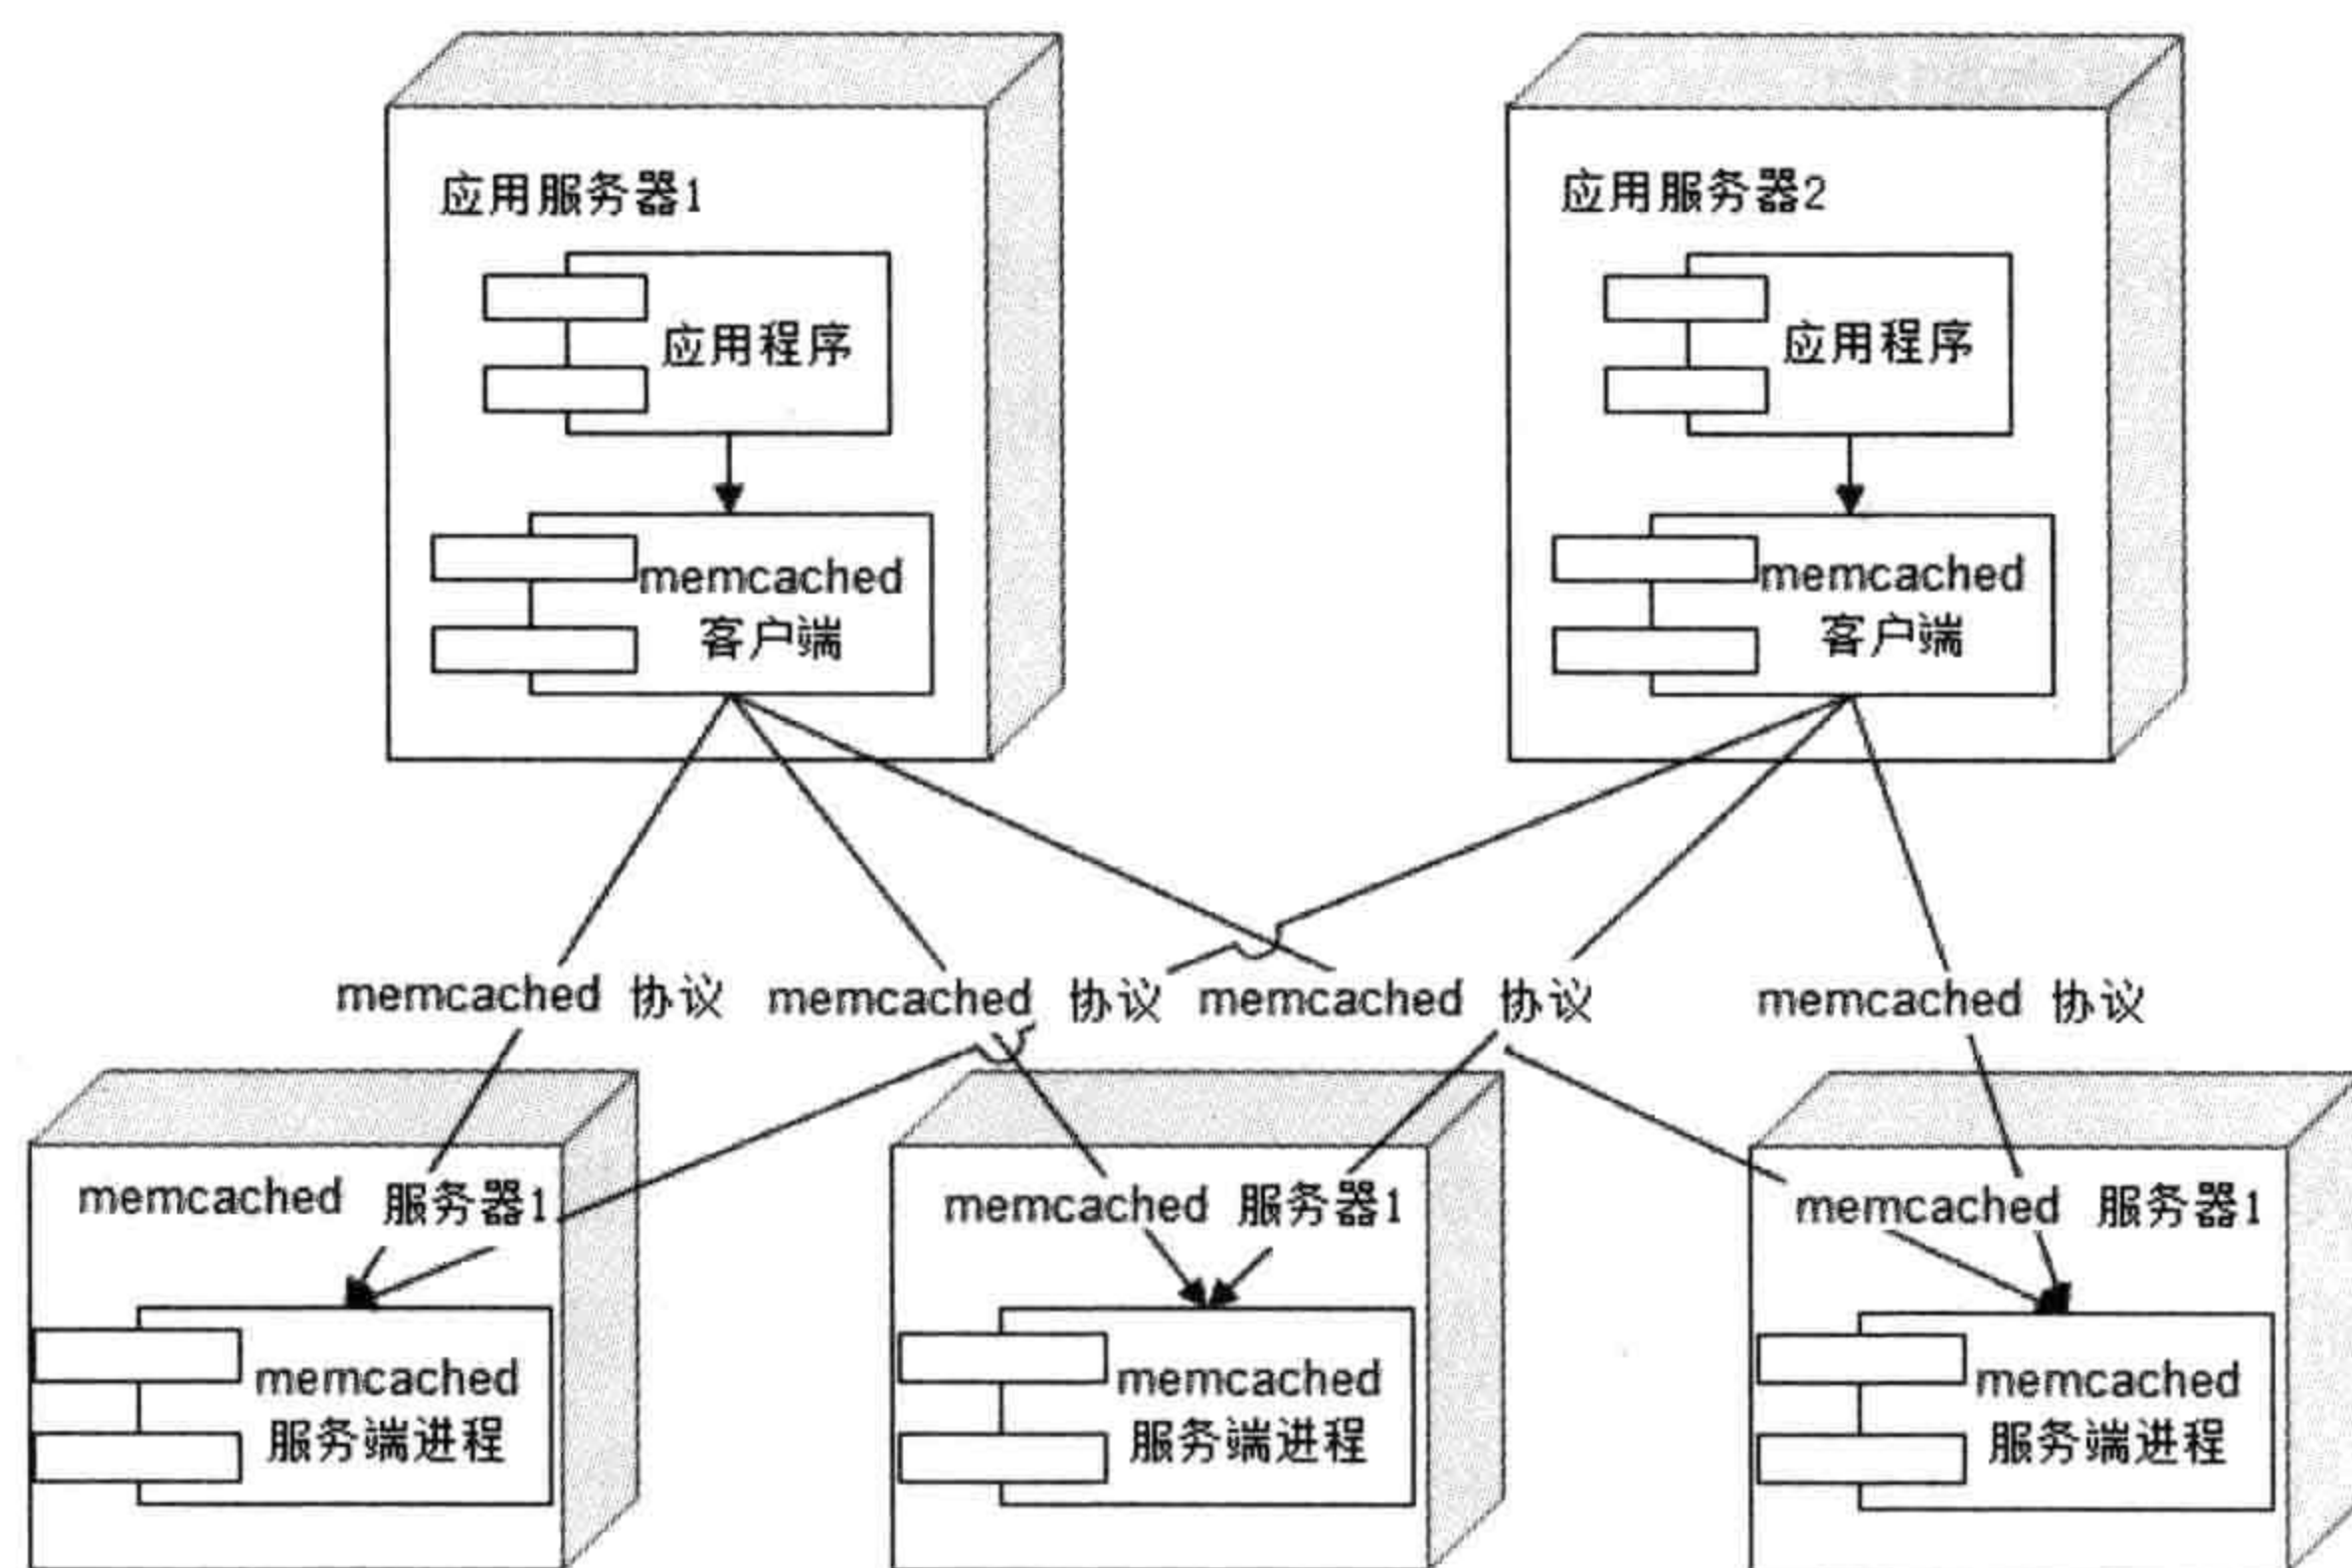 应用服务器1
应用服务器2
应用程序
应用程序
memcached
客户端
memcached
客户端
memcached 协议
memcached 协议
memcached 协议
memcached 协议
memcached 服务器1
memcached 服务器1
memcached 服务器1
memcached
服务端进程
memcached
服务端进程
memcached
服务端进程